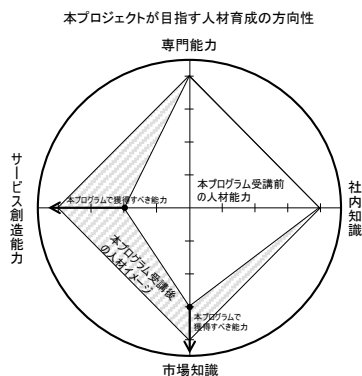 本プロジェクトが目指す人材育成の方向性
専門能力
サービス創造能力
本プログラムで獲得すべき能力
本プログラム受講前
の人材能力
社内知識
本プログラム受講後
の人材イメージ
本プログラムで
獲得すべき能力
市場知識